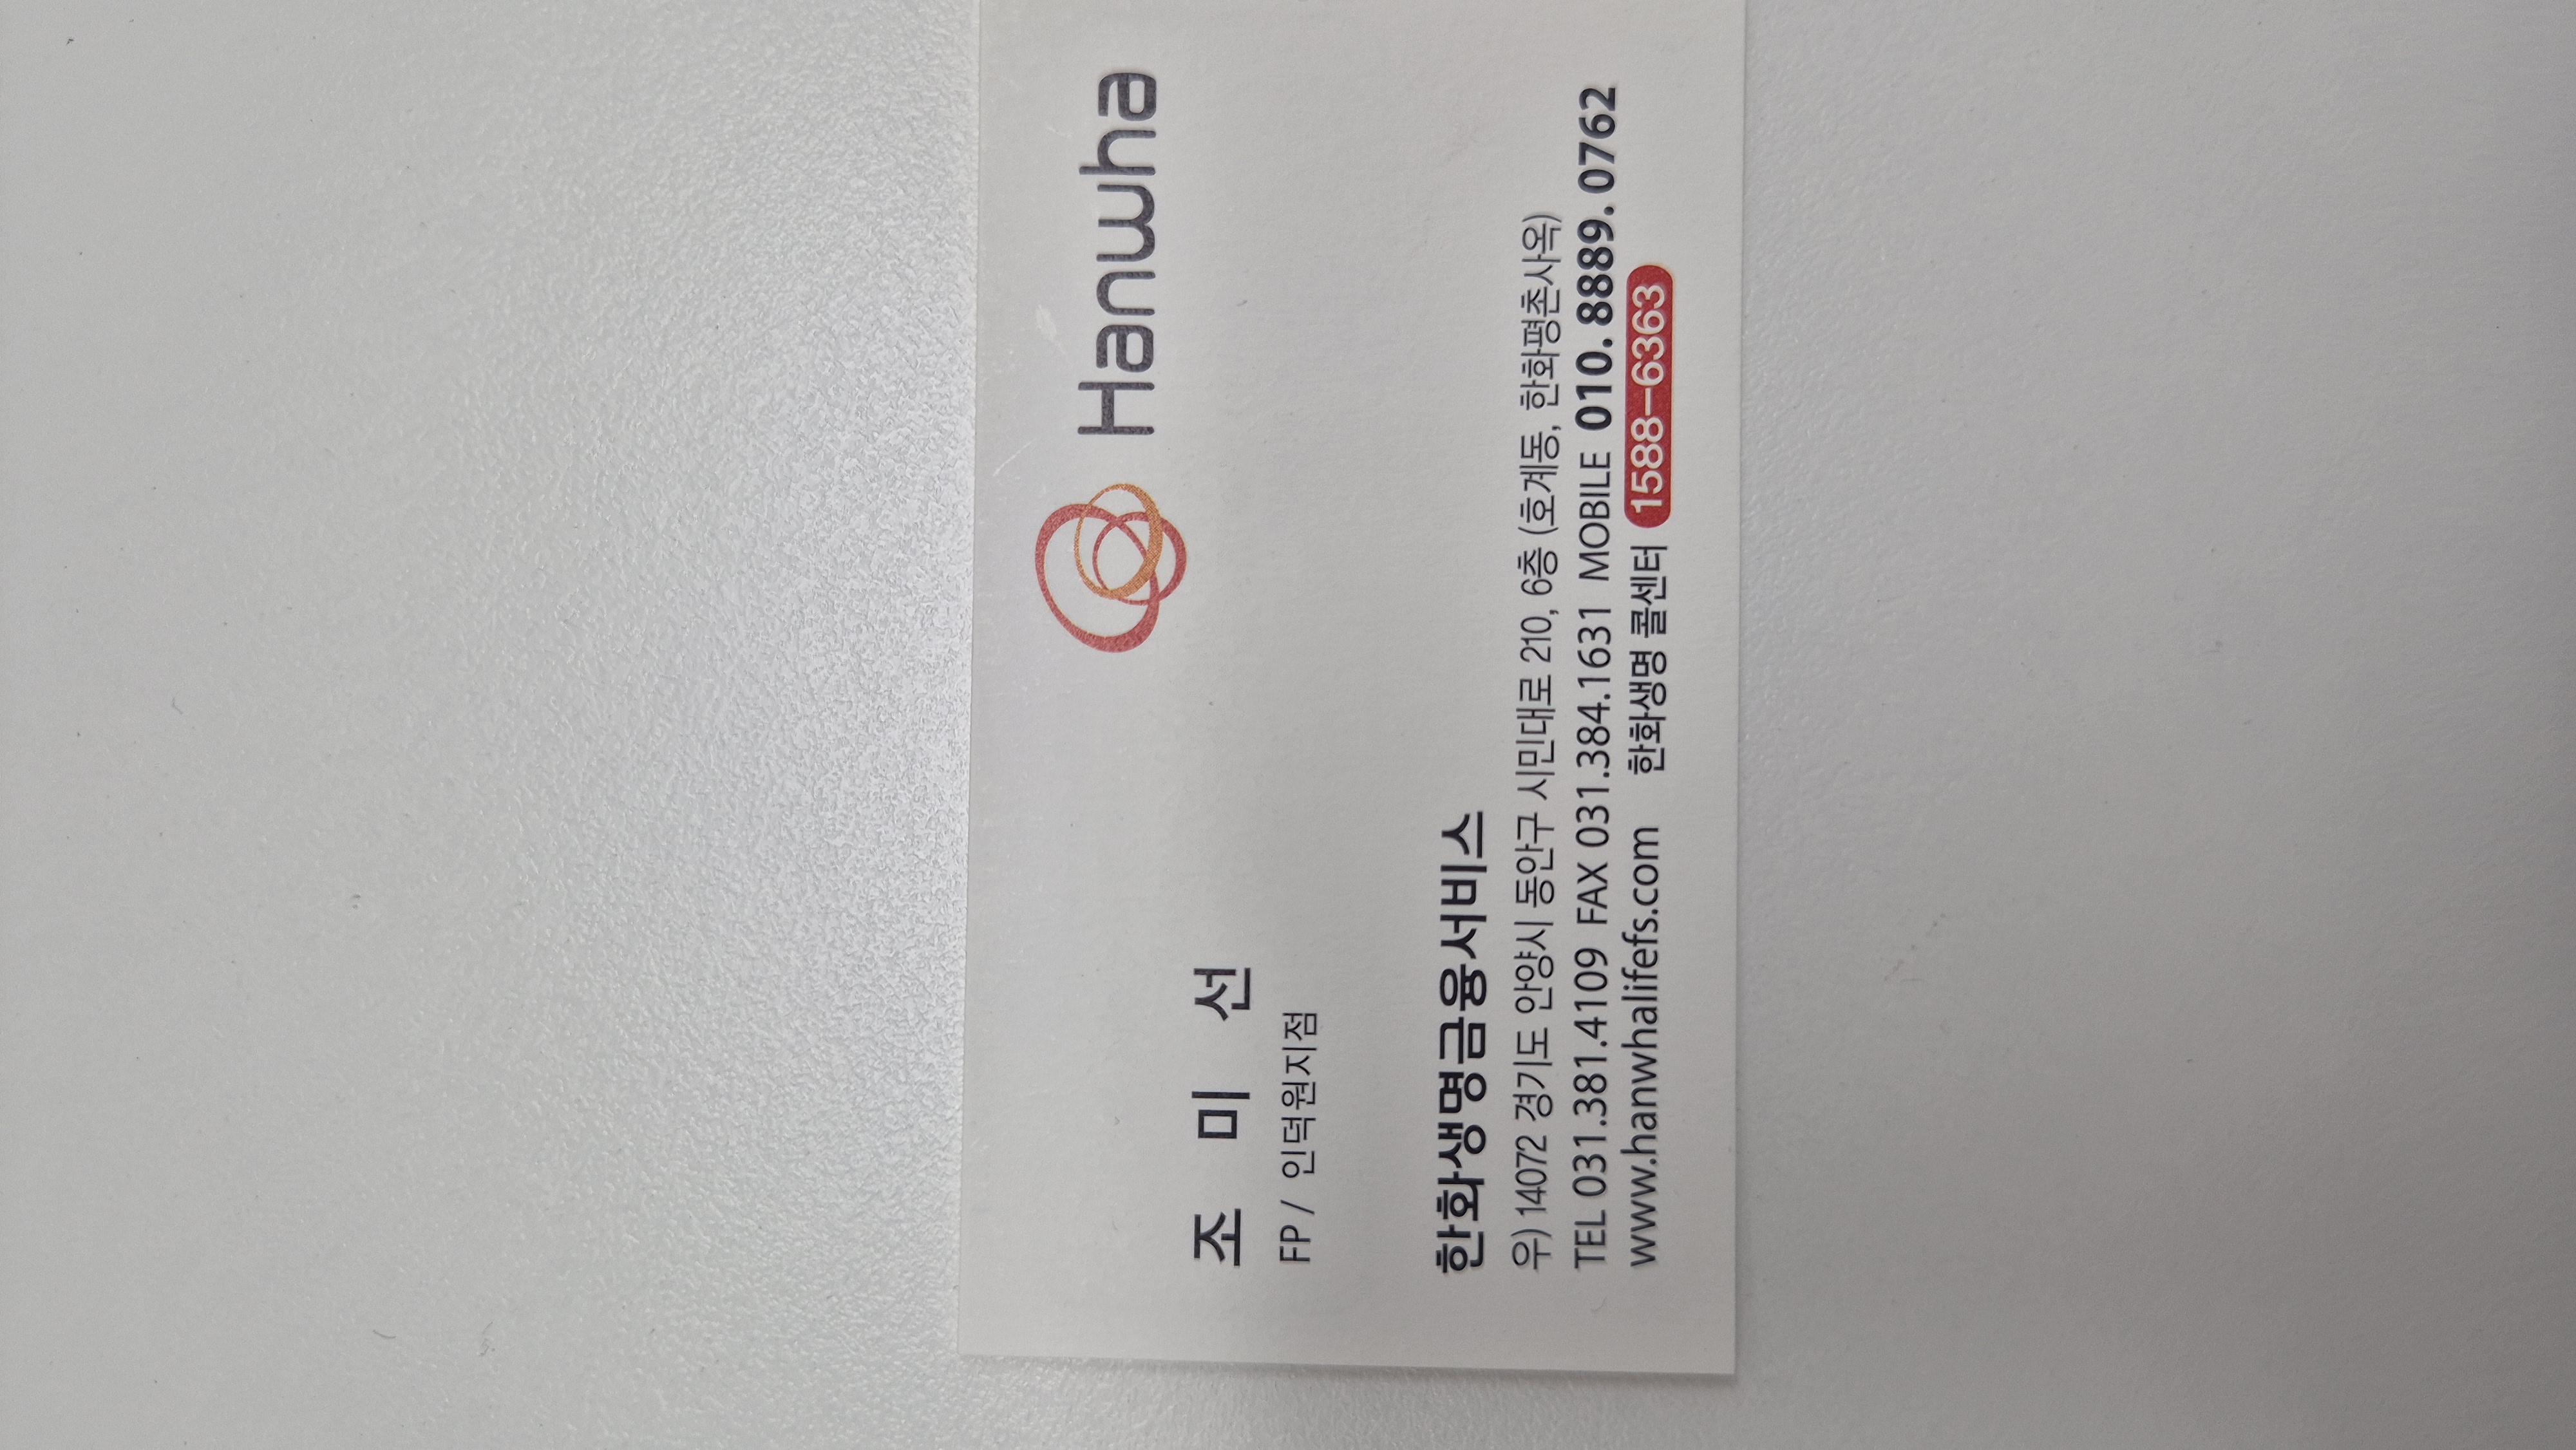 Hanwha
조 미 선
FP / 인덕원지점
한화생명금융서비스
우) 14072 경기도 안양시 동안구 시민대로 210, 6층 (호계동, 한화평촌사옥)
TEL 031.381.4109 FAX 031.384.1631 MOBILE 010. 8889. 0762
www.hanwhalifefs.com 한화생명 콜센터 1588-6363